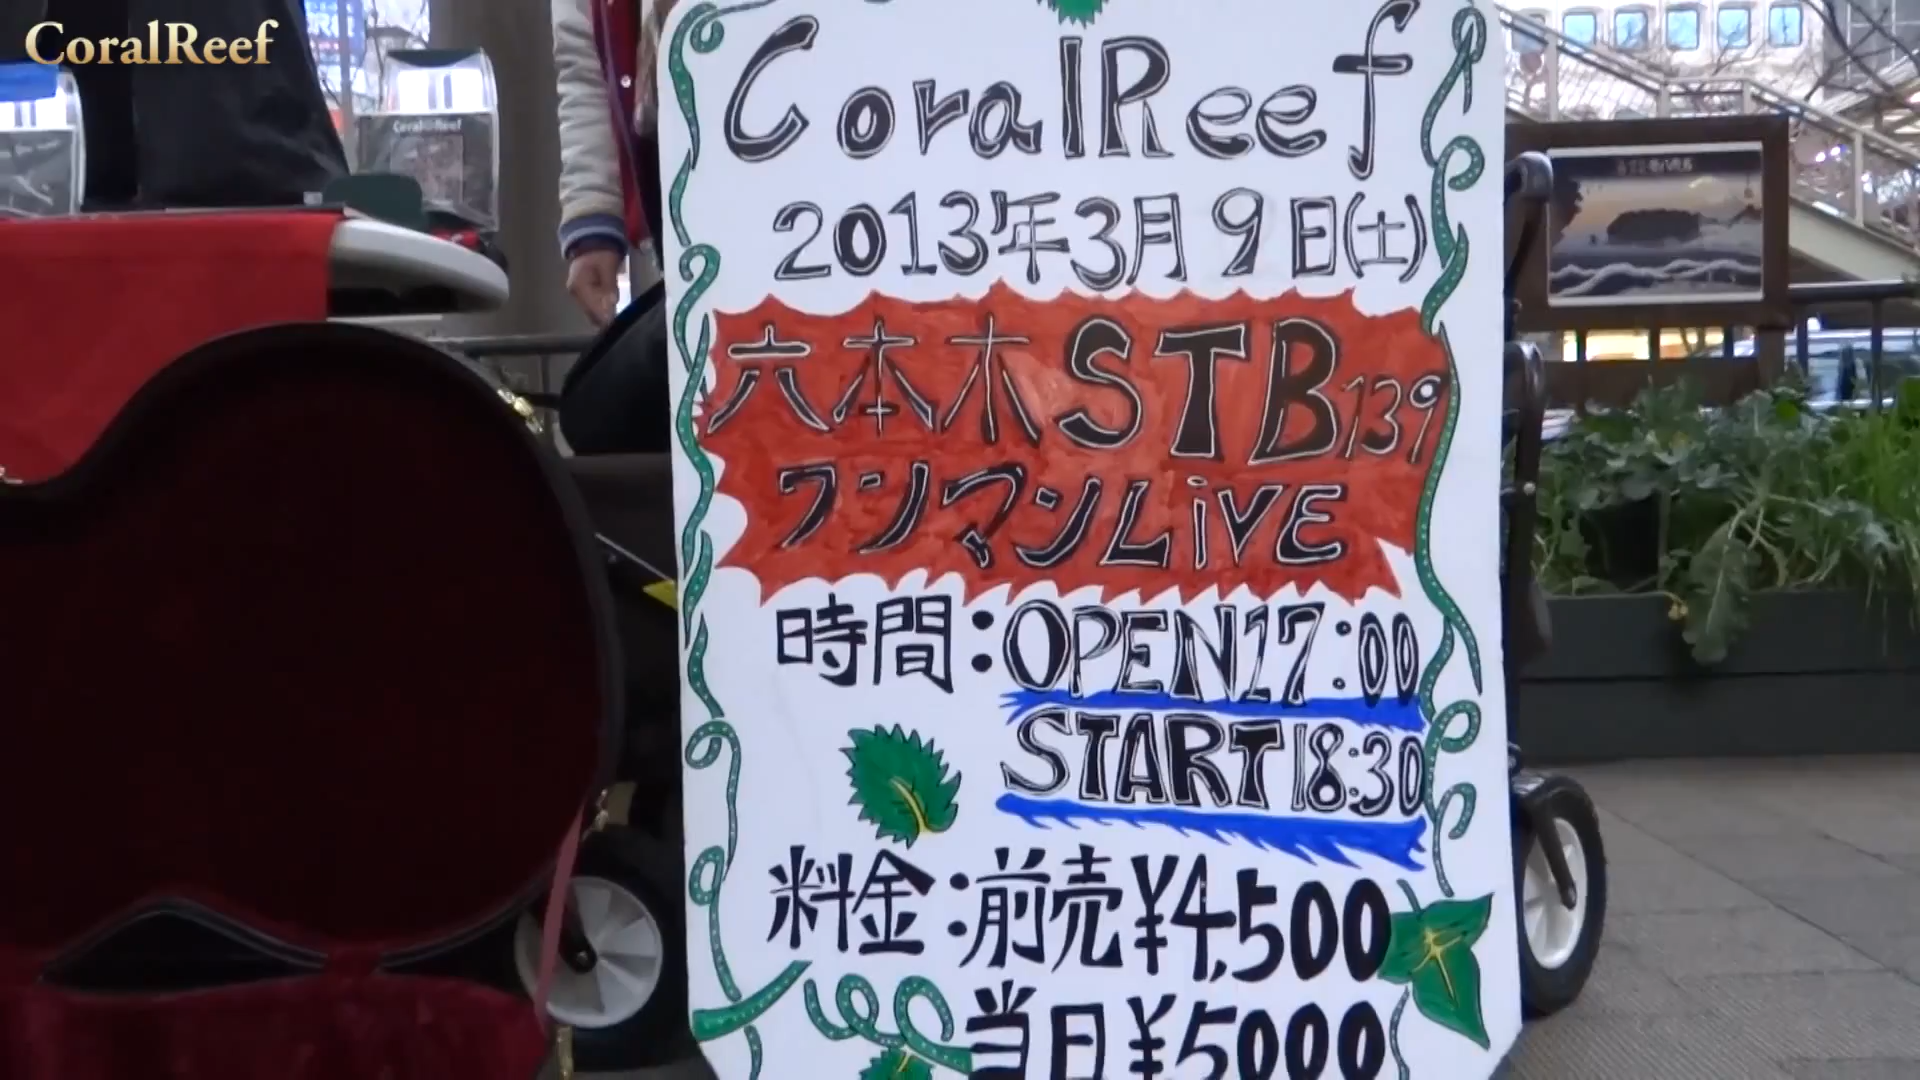 CoralReef
CoralReef
CoralReef
2013年3月9日(土)
六本木STB139
ワンマンLiVE
時間:OPEN17:00
START18:30
料金:前売¥4,500
当日¥5000